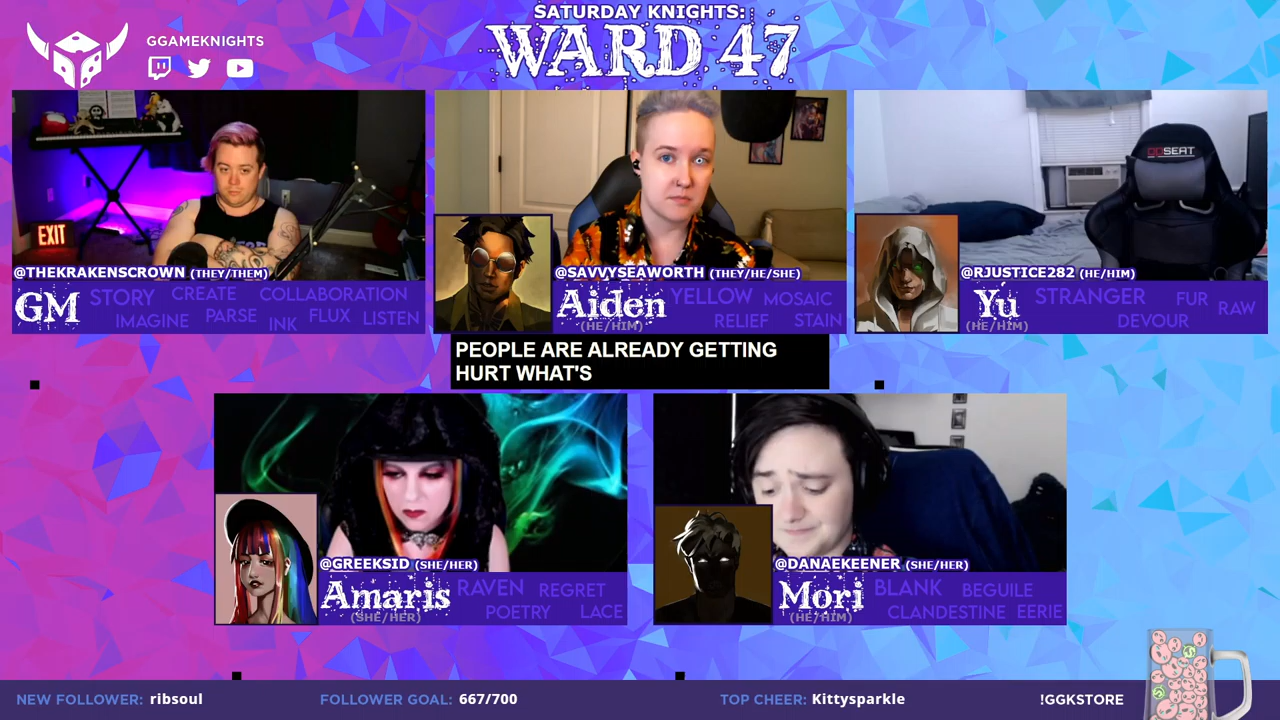 SATURDAY KNIGHTS:
WARD 47
GGAMEKNIGHTS
EXIT
@THEKRAKENSCROWN (THEY/THEM)
GM
STORY CREATE COLLABORATION
IMAGINE PARSE INK FLUX LISTEN
@SAVVYSEAWORTH (THEY/HE/SHE)
Aiden
(HE/HIM)
YELLOW MOSAIC
RELIEF STAIN
SEAT
@RJUSTICE282 (HE/HIM)
Yu
(HE/HIM)
STRANGER FUR RAW
DEVOUR
PEOPLE ARE ALREADY GETTING
HURT WHAT'S
@GREEKSID (SHE/HER)
Amaris
(SHE/HER)
RAVEN REGRET
POETRY LACE
@DANAEKEENER (SHE/HER)
Mori
(HE/HIM)
BLANK BEGUILE
CLANDESTINE EERIE
NEW FOLLOWER: ribsoul
FOLLOWER GOAL: 667/700
TOP CHEER: Kittysparkle
!GGKSTORE